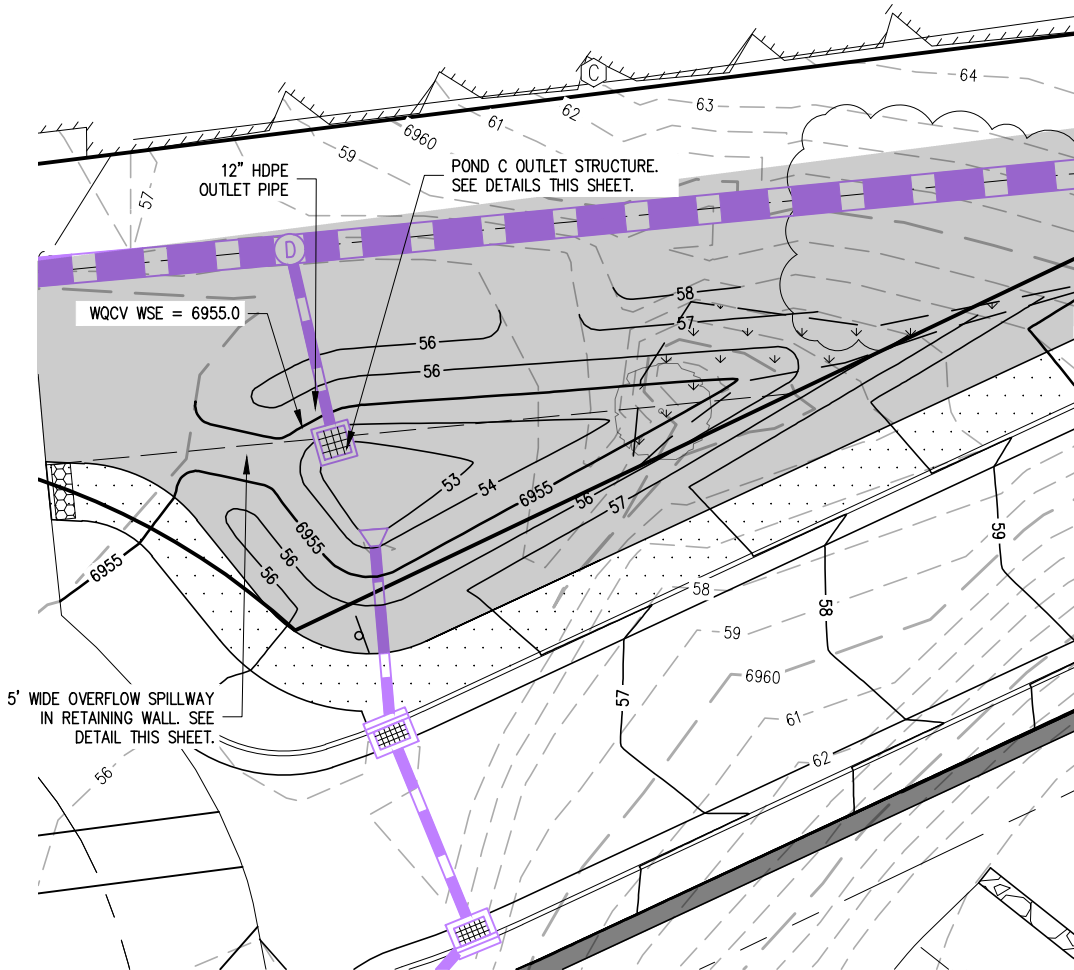 64
C
63
62
61
6960
59
57
12" HDPE
OUTLET PIPE
POND C OUTLET STRUCTURE.
SEE DETAILS THIS SHEET.
D
WQCV WSE = 6955.0
58
57
56
56
53
54
6955
56
57
59
6955
56
56
6955
58
58
59
57
6960
61
62
5' WIDE OVERFLOW SPILLWAY
IN RETAINING WALL. SEE
DETAIL THIS SHEET.
56